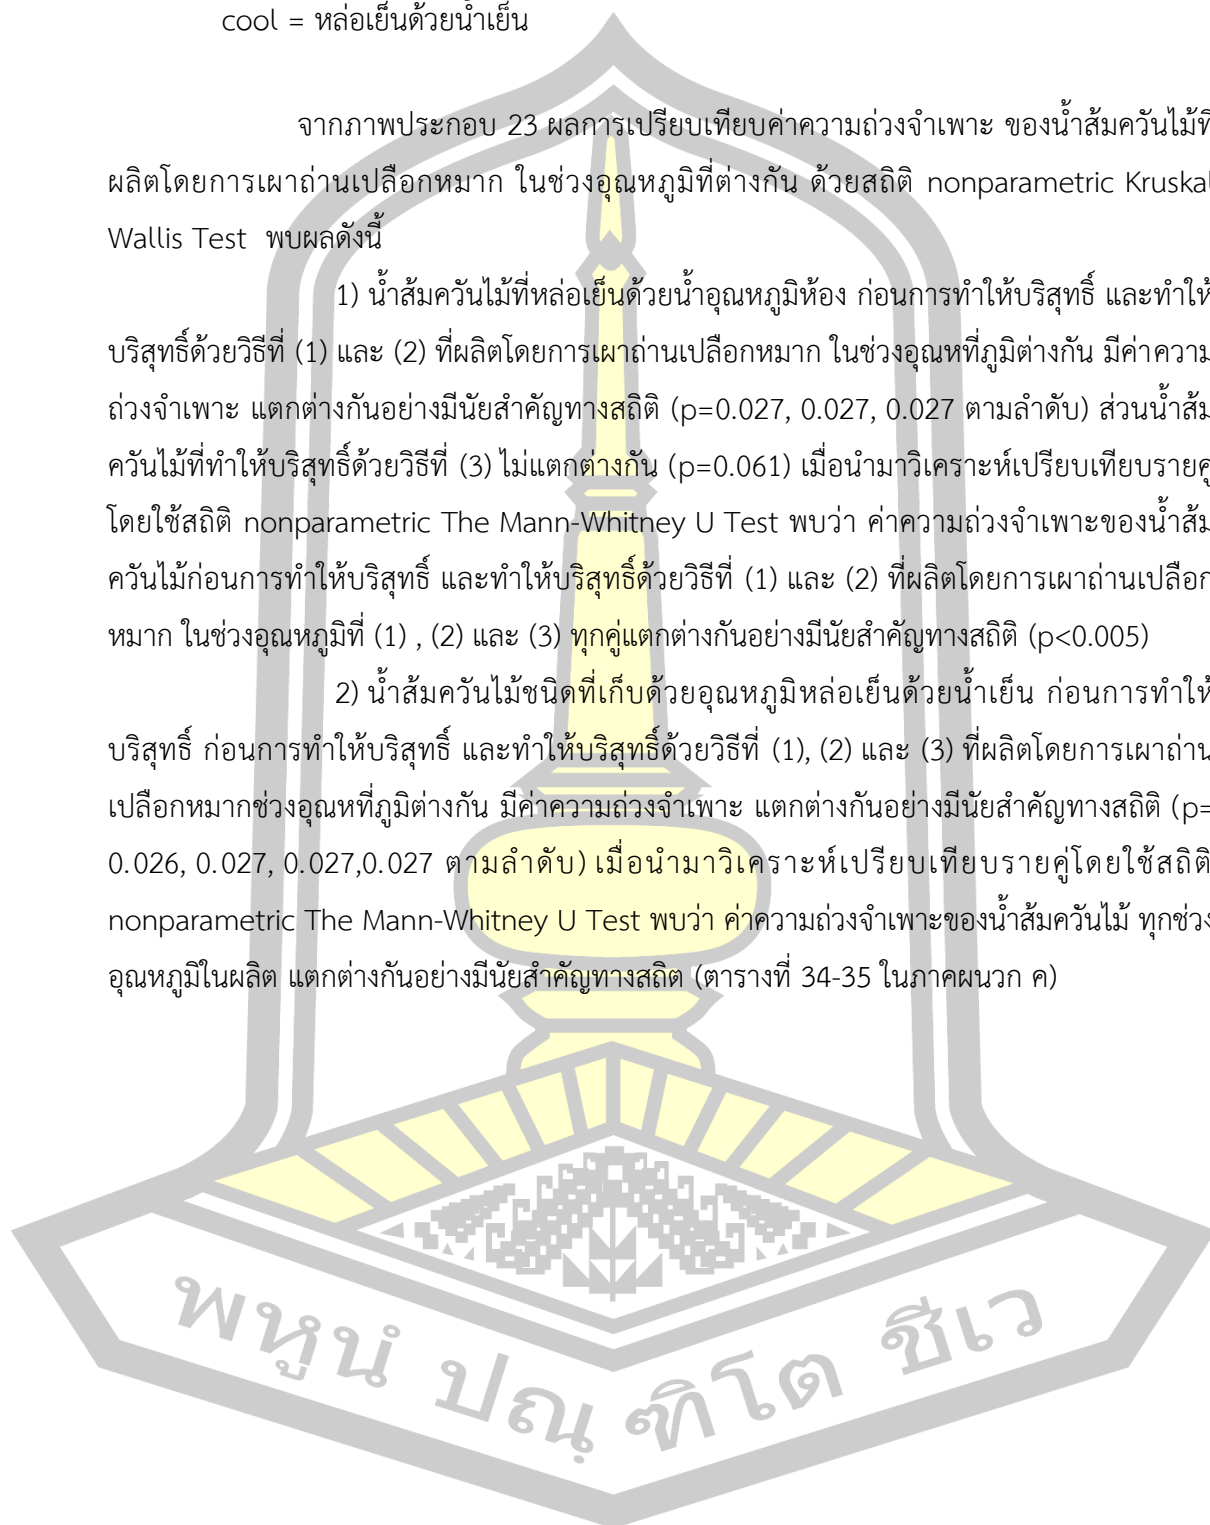 cool = หล่อเย็นด้วยน้ำเย็น
จากภาพประกอบ 23 ผลการเปรียบเทียบค่าความถ่วงจำเพาะ ของน้ำส้มควันไม้ที่
ผลิตโดยการเผาถ่านเปลือกหมาก ในช่วงอุณหภูมิที่ต่างกัน ด้วยสถิติ nonparametric Kruskal
Wallis Test พบผลดังนี้
1) น้ำส้มควันไม้ที่หล่อเย็นด้วยน้ำอุณหภูมิห้อง ก่อนการทำให้บริสุทธิ์ และทำให้
บริสุทธิ์ด้วยวิธีที่ (1) และ (2) ที่ผลิตโดยการเผาถ่านเปลือกหมาก ในช่วงอุณหที่ภูมิต่างกัน มีค่าความ
ถ่วงจำเพาะ แตกต่างกันอย่างมีนัยสำคัญทางสถิติ (p=0.027, 0.027, 0.027 ตามลำดับ) ส่วนน้ำส้ม
ควันไม้ที่ทำให้บริสุทธิ์ด้วยวิธีที่ (3) ไม่แตกต่างกัน (p=0.061) เมื่อนำมาวิเคราะห์เปรียบเทียบรายคู่
โดยใช้สถิติ nonparametric The Mann-Whitney U Test พบว่า ค่าความถ่วงจำเพาะของน้ำส้ม
ควันไม้ก่อนการทำให้บริสุทธิ์ และทำให้บริสุทธิ์ด้วยวิธีที่ (1) และ (2) ที่ผลิตโดยการเผาถ่านเปลือก
หมาก ในช่วงอุณหภูมิที่ (1) , (2) และ (3) ทุกคู่แตกต่างกันอย่างมีนัยสำคัญทางสถิติ (p<0.005)
2) น้ำส้มควันไม้ชนิดที่เก็บด้วยอุณหภูมิหล่อเย็นด้วยน้ำเย็น ก่อนการทำให้
บริสุทธิ์ ก่อนการทำให้บริสุทธิ์ และทำให้บริสุทธิ์ด้วยวิธีที่ (1), (2) และ (3) ที่ผลิตโดยการเผาถ่าน
เปลือกหมากช่วงอุณหที่ภูมิต่างกัน มีค่าความถ่วงจำเพาะ แตกต่างกันอย่างมีนัยสำคัญทางสถิติ (p=
0.026, 0.027, 0.027,0.027 ตามลำดับ) เมื่อนำมาวิเคราะห์เปรียบเทียบรายคู่โดยใช้สถิติ
nonparametric The Mann-Whitney U Test พบว่า ค่าความถ่วงจำเพาะของน้ำส้มควันไม้ ทุกช่วง
อุณหภูมิในผลิต แตกต่างกันอย่างมีนัยสำคัญทางสถิต (ตารางที่ 34-35 ในภาคผนวก ค)
พหูนํ ปณฺฑิโต ชีเว